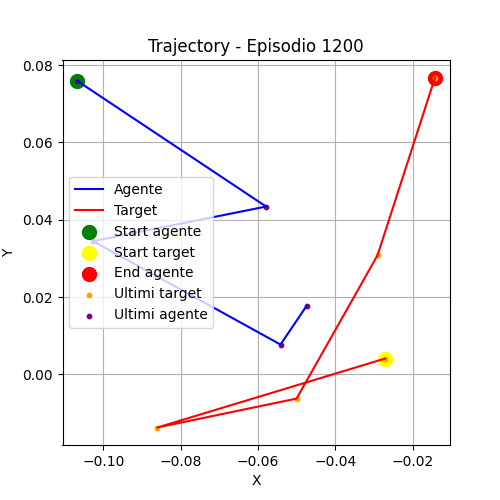 Trajectory - Episodio 1200
0.08
0.06
0.04
0.02
0.00
Y
Agente
Target
Start agente
Start target
End agente
Ultimi target
Ultimi agente
−0.10
−0.08
−0.06
−0.04
−0.02
X